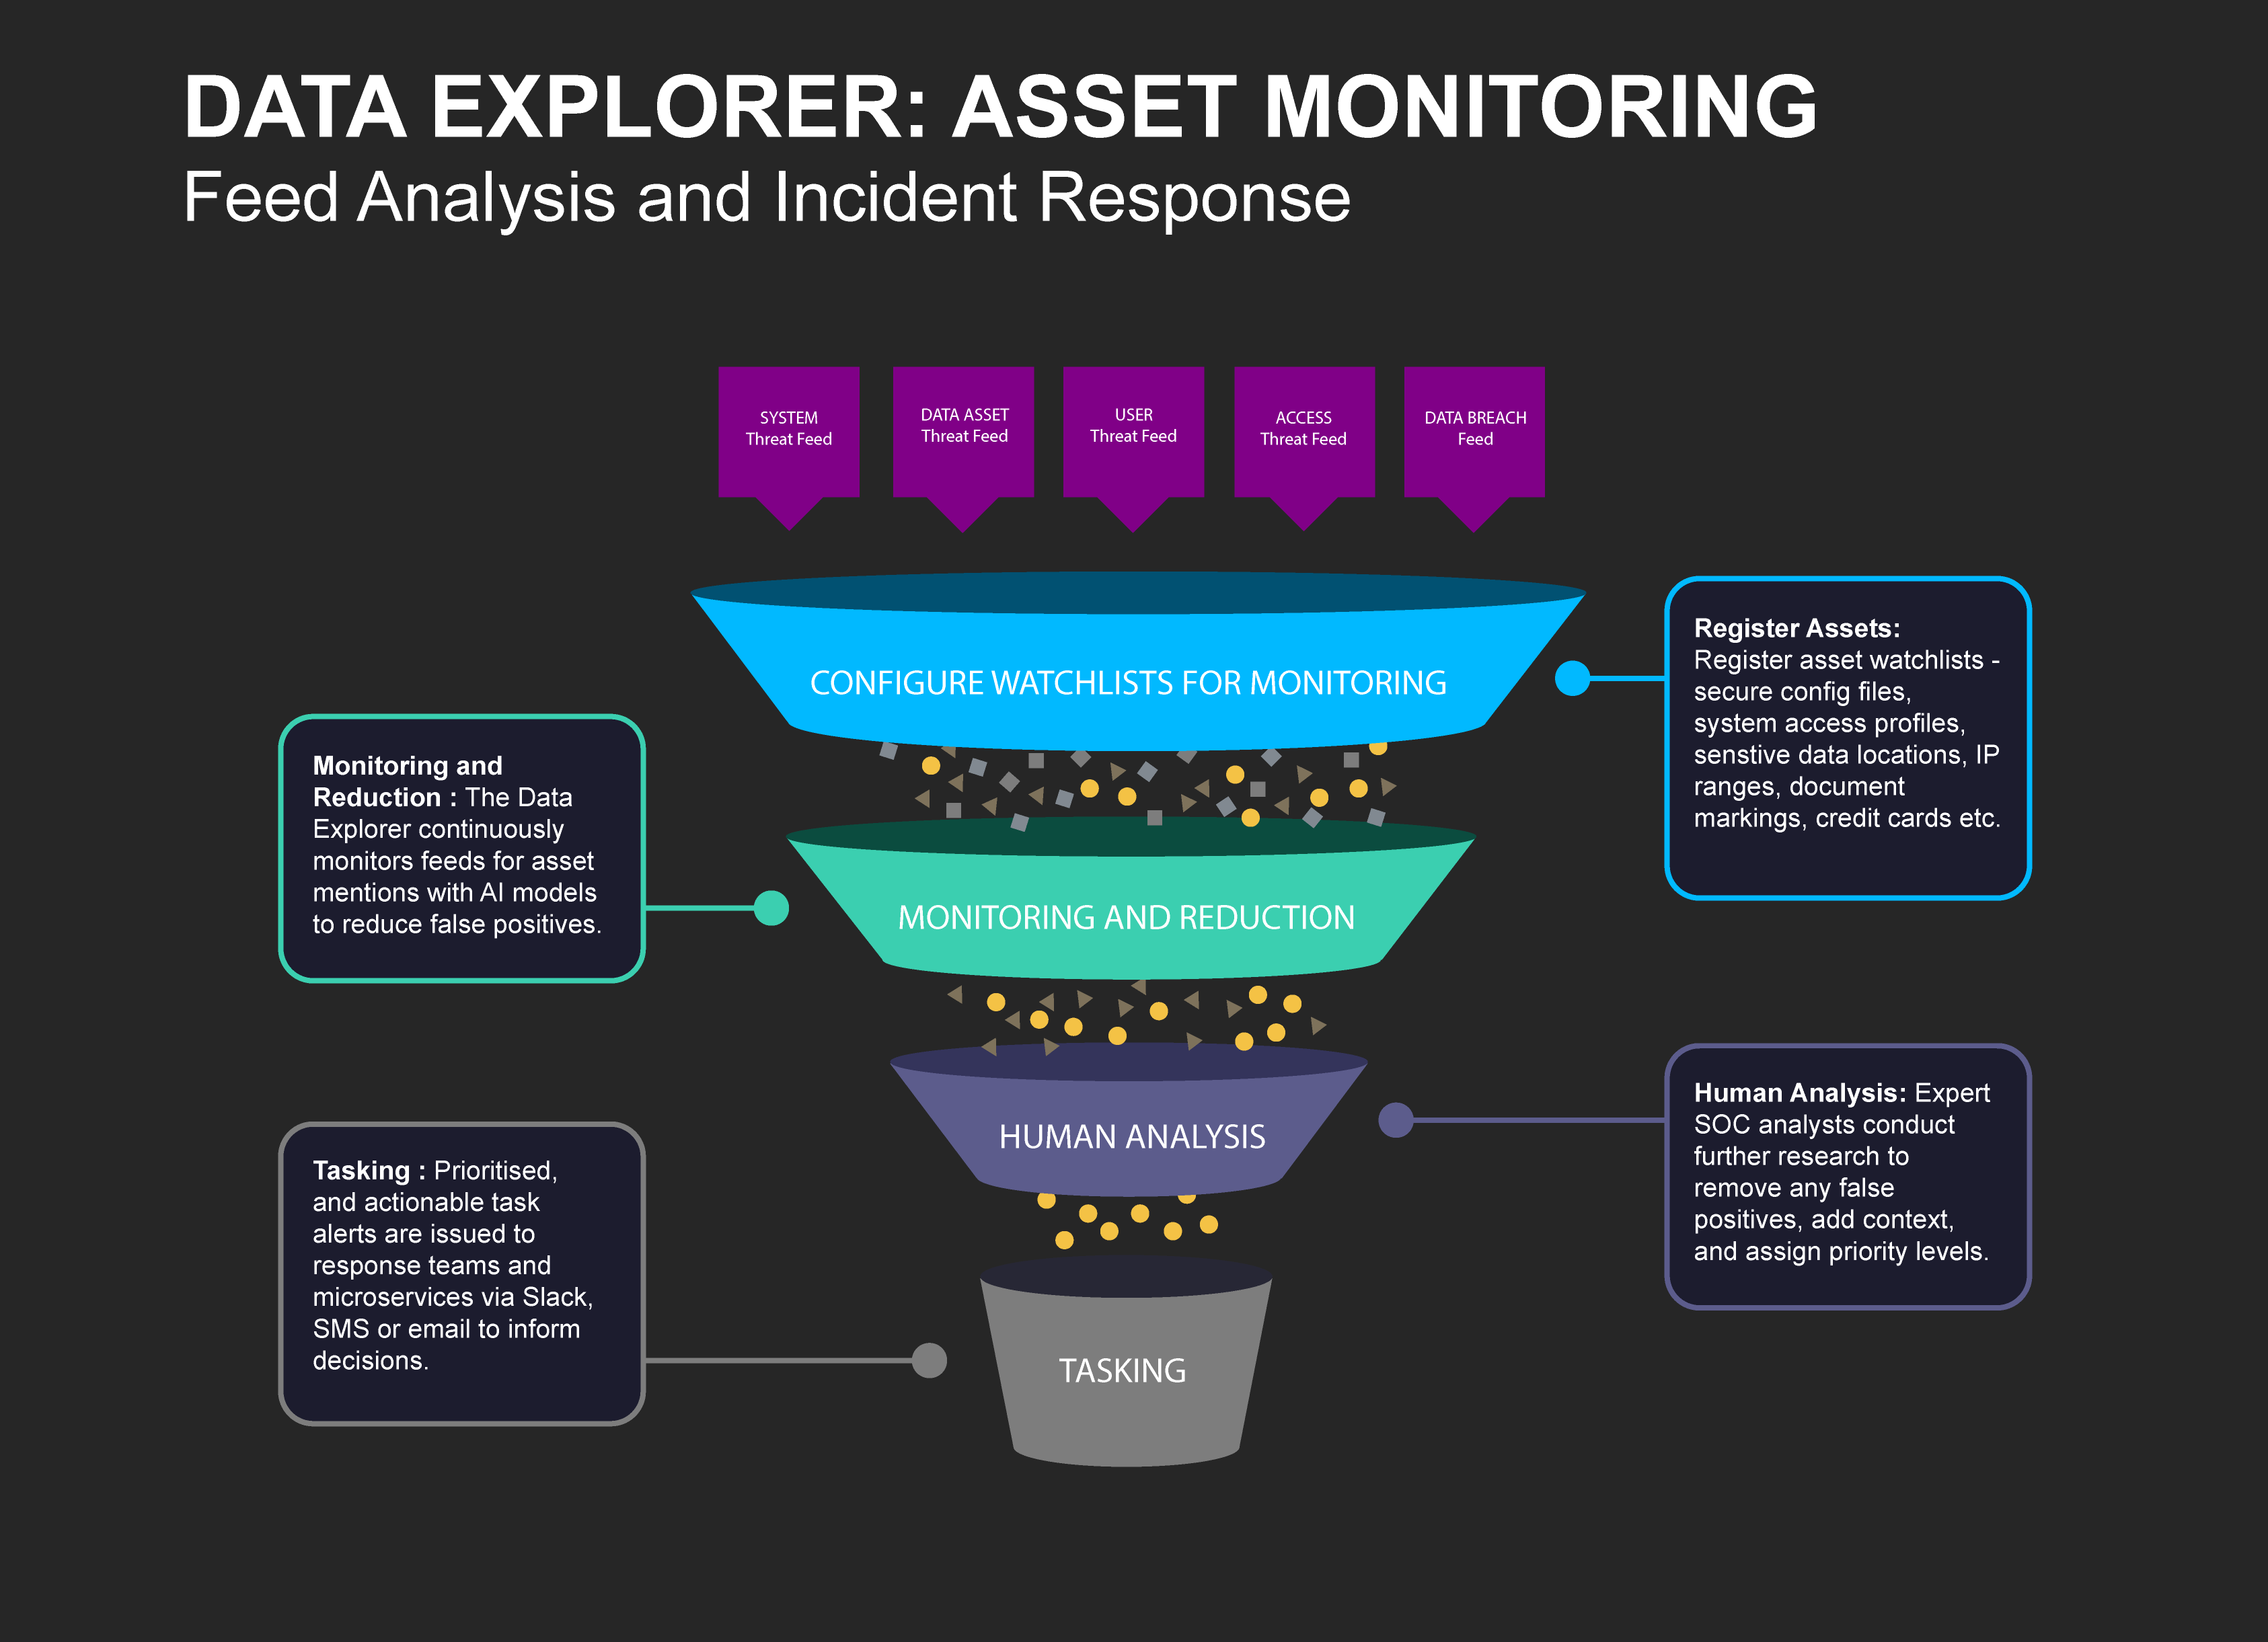 DATA EXPLORER: ASSET MONITORING
Feed Analysis and Incident Response
SYSTEM
Threat Feed
DATA ASSET
Threat Feed
USER
Threat Feed
ACCESS
Threat Feed
DATA BREACH
Feed
CONFIGURE WATCHLISTS FOR MONITORING
Register Assets:
Register asset watchlists -
secure config files,
system access profiles,
senstive data locations, IP
ranges, document
markings, credit cards etc.
Monitoring and
Reduction : The Data
Explorer continuously
monitors feeds for asset
mentions with AI models
to reduce false positives.
MONITORING AND REDUCTION
HUMAN ANALYSIS
Human Analysis: Expert
SOC analysts conduct
further research to
remove any false
positives, add context,
and assign priority levels.
Tasking : Prioritised,
and actionable task
alerts are issued to
response teams and
microservices via Slack,
SMS or email to inform
decisions.
TASKING